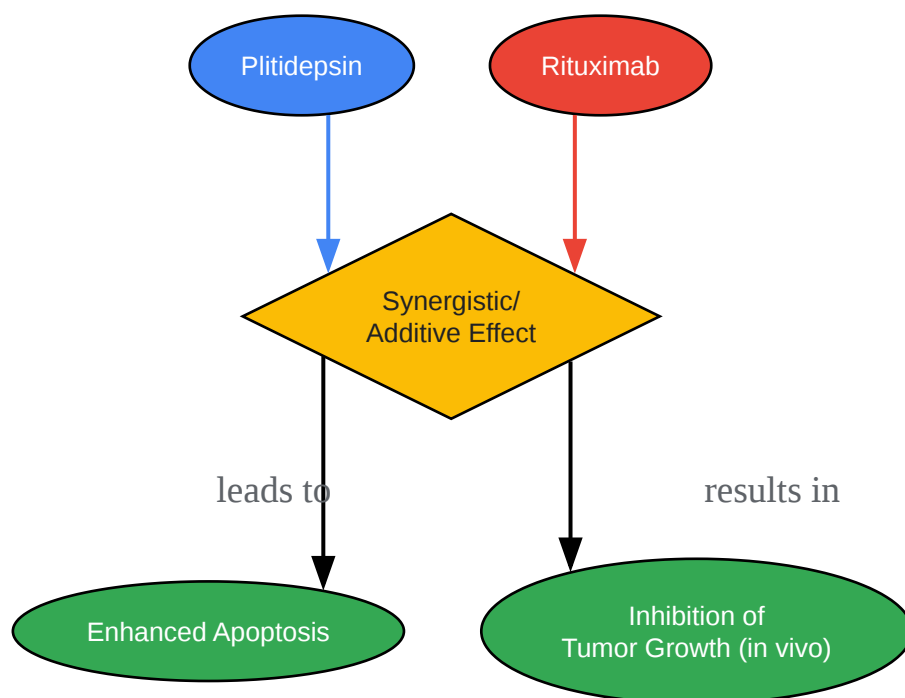 Plitidepsin
Rituximab
Synergistic/
Additive Effect
leads to
results in
Enhanced Apoptosis
Inhibition of
Tumor Growth (in vivo)